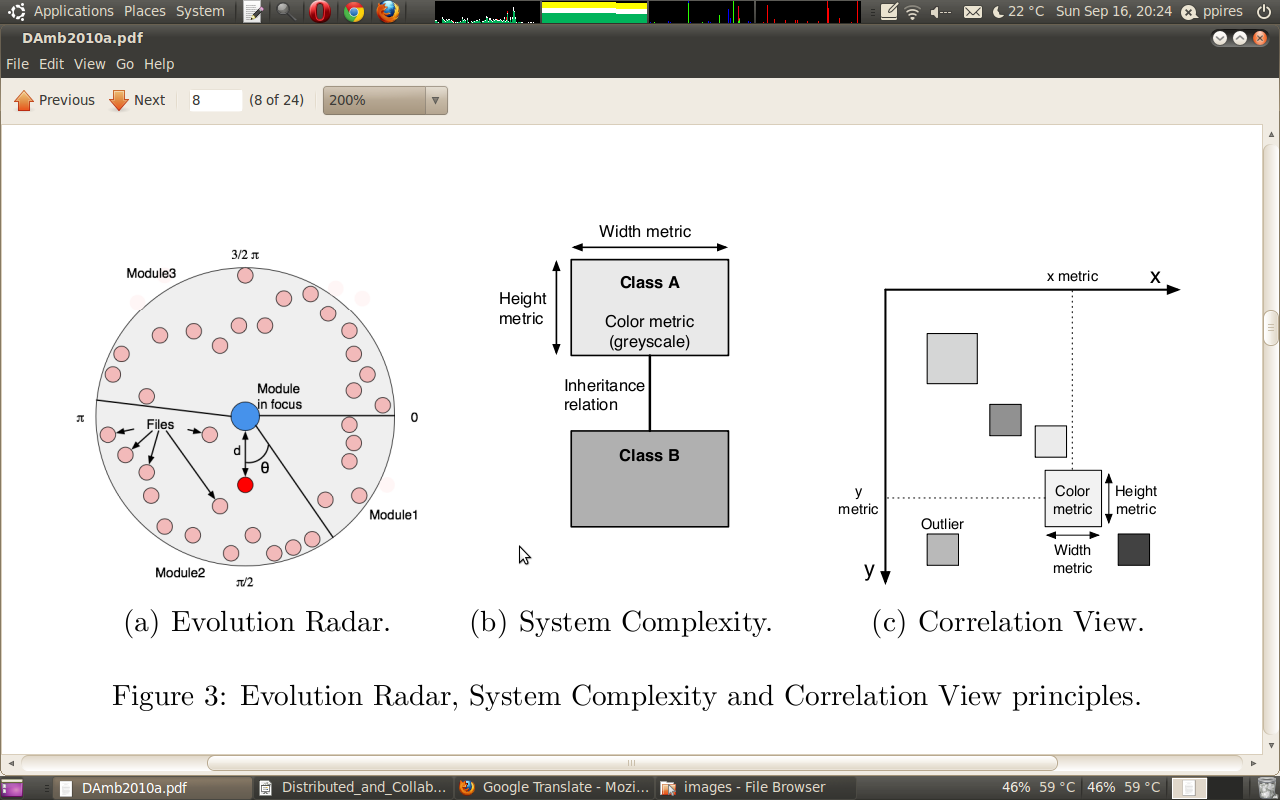 Applications Places System
22 °C Sun Sep 16, 20:24 ppires
DAmb2010a.pdf
File Edit View Go Help
Previous Next 8 (8 of 24) 200%
3/2 π
Module3
Module
in focus
π
0
Files
d
θ
Module1
Module2
π/2
(a) Evolution Radar.
Width metric
Height
metric
Class A
Color metric
(greyscale)
Inheritance
relation
Class B
(b) System Complexity.
x metric
x
y
metric
Color
metric
Height
metric
Outlier
Width
metric
y
(c) Correlation View.
Figure 3: Evolution Radar, System Complexity and Correlation View principles.
DAmb2010a.pdf Distributed_and_Collab... Google Translate - Mozi... images - File Browser 46% 59 °C 46% 59 °C